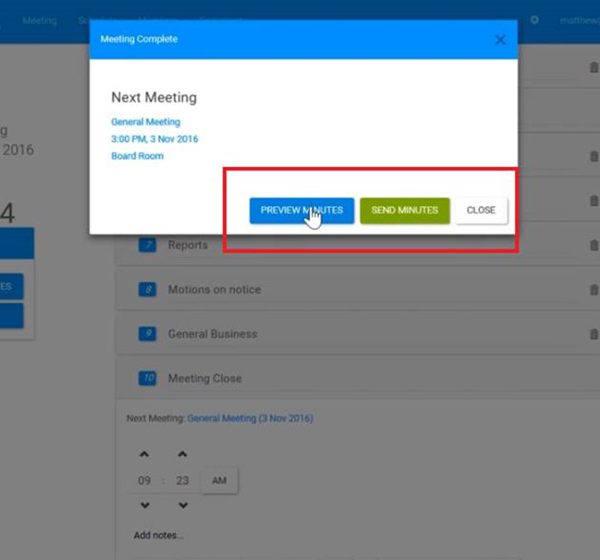 Meeting
matthew
Meeting Complete
Next Meeting
General Meeting
3:00 PM, 3 Nov 2016
Board Room
PREVIEW MINUTES
SEND MINUTES
CLOSE
g
2016
4
ES
7 Reports
8 Motions on notice
9 General Business
10 Meeting Close
Next Meeting: General Meeting (3 Nov 2016)
09 : 23 AM
Add notes...